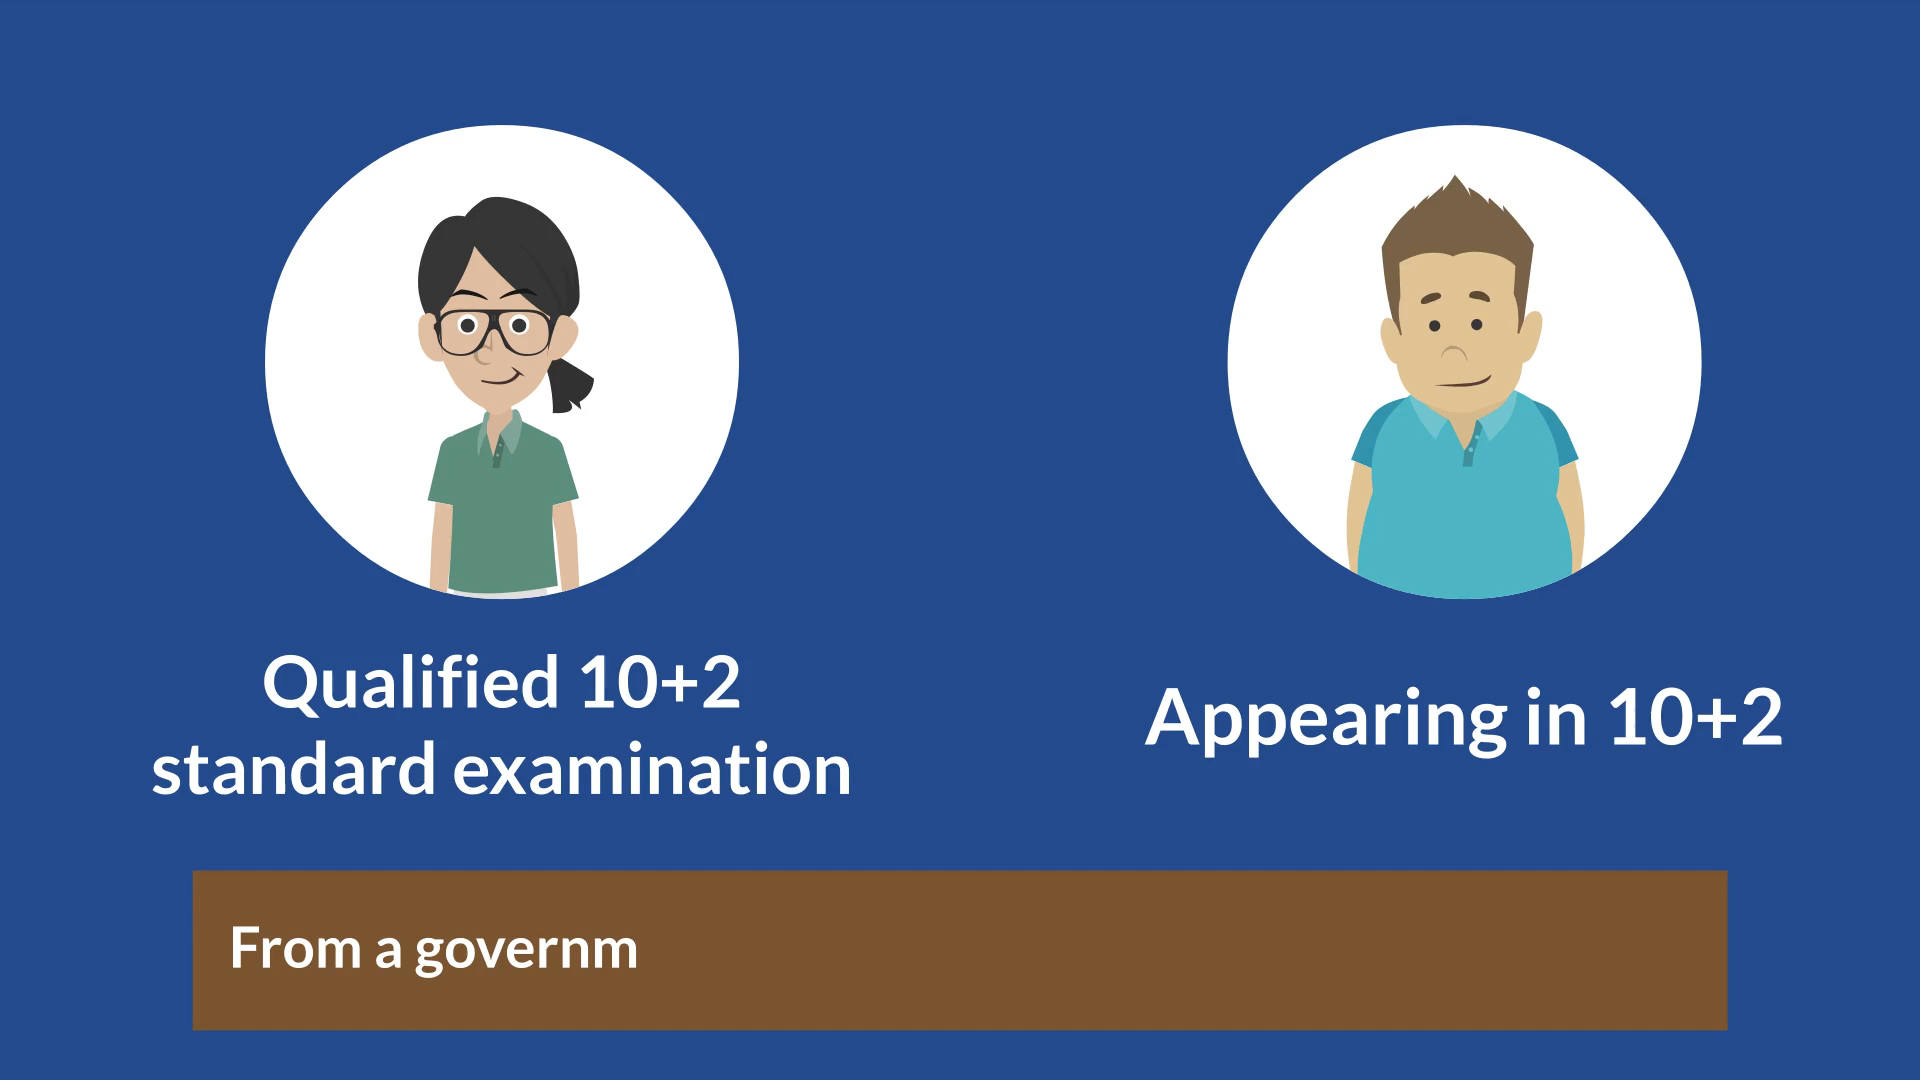 Qualified 10+2
standard examination
Appearing in 10+2
From a governm